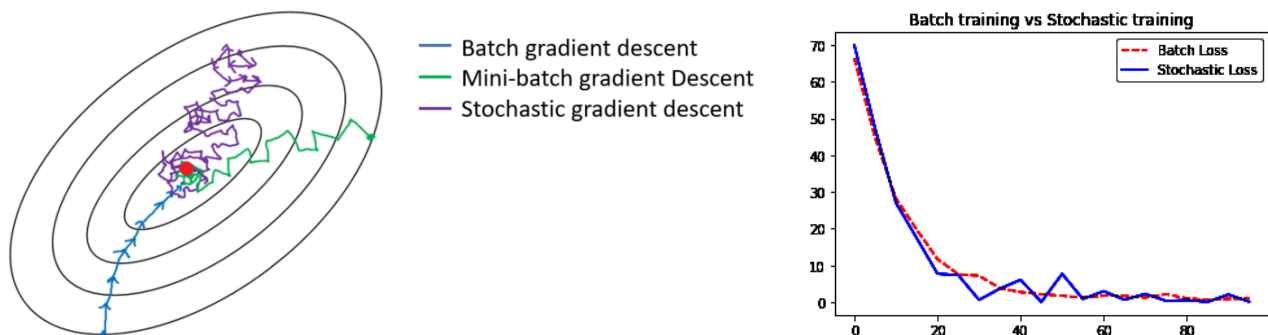 Batch gradient descent
Mini-batch gradient Descent
Stochastic gradient descent
Batch training vs Stochastic training
70
60
50
40
30
20
10
0
Batch Loss
Stochastic Loss
0
20
40
60
80